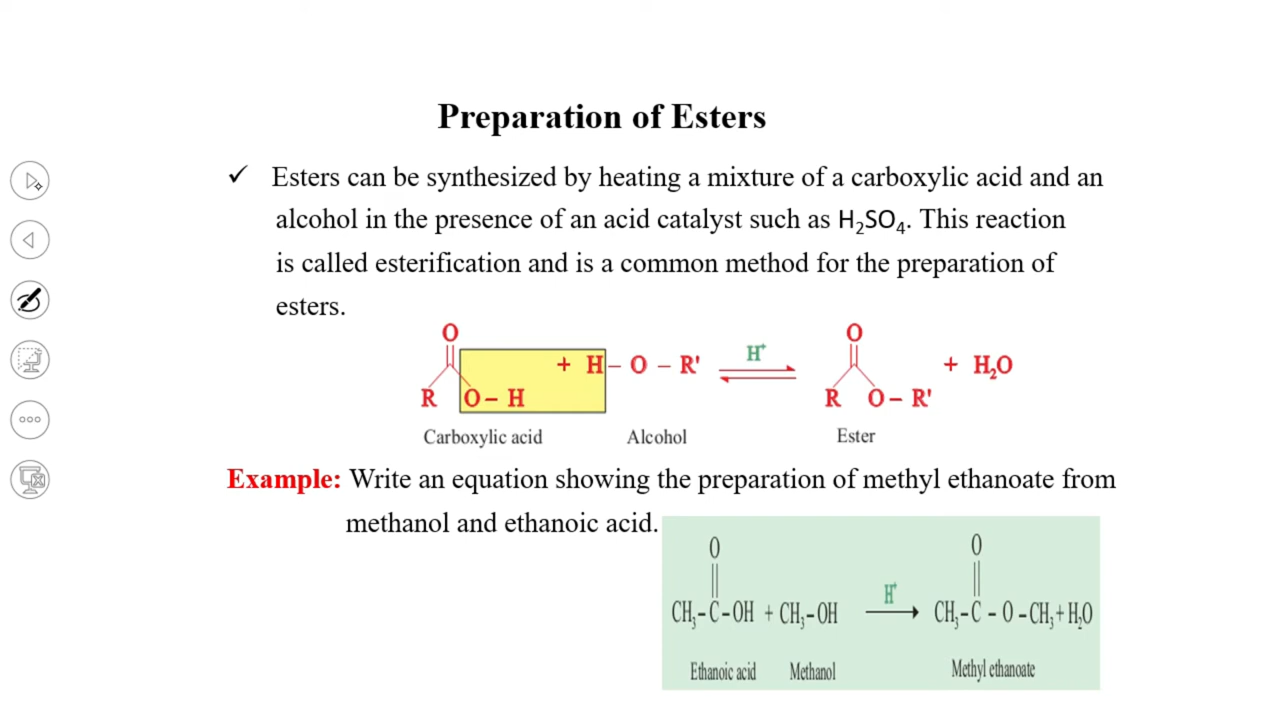 Preparation of Esters
✓ Esters can be synthesized by heating a mixture of a carboxylic acid and an
alcohol in the presence of an acid catalyst such as H₂SO₄. This reaction
is called esterification and is a common method for the preparation of
esters.
O O
+ H – O – R' H⁺ + H₂O
R O – H R O – R'
Carboxylic acid Alcohol Ester
Example: Write an equation showing the preparation of methyl ethanoate from
methanol and ethanoic acid.
O O
H⁺
CH₃–C–OH + CH₃–OH CH₃–C – O –CH₃+H₂O
Ethanoic acid Methanol Methyl ethanoate